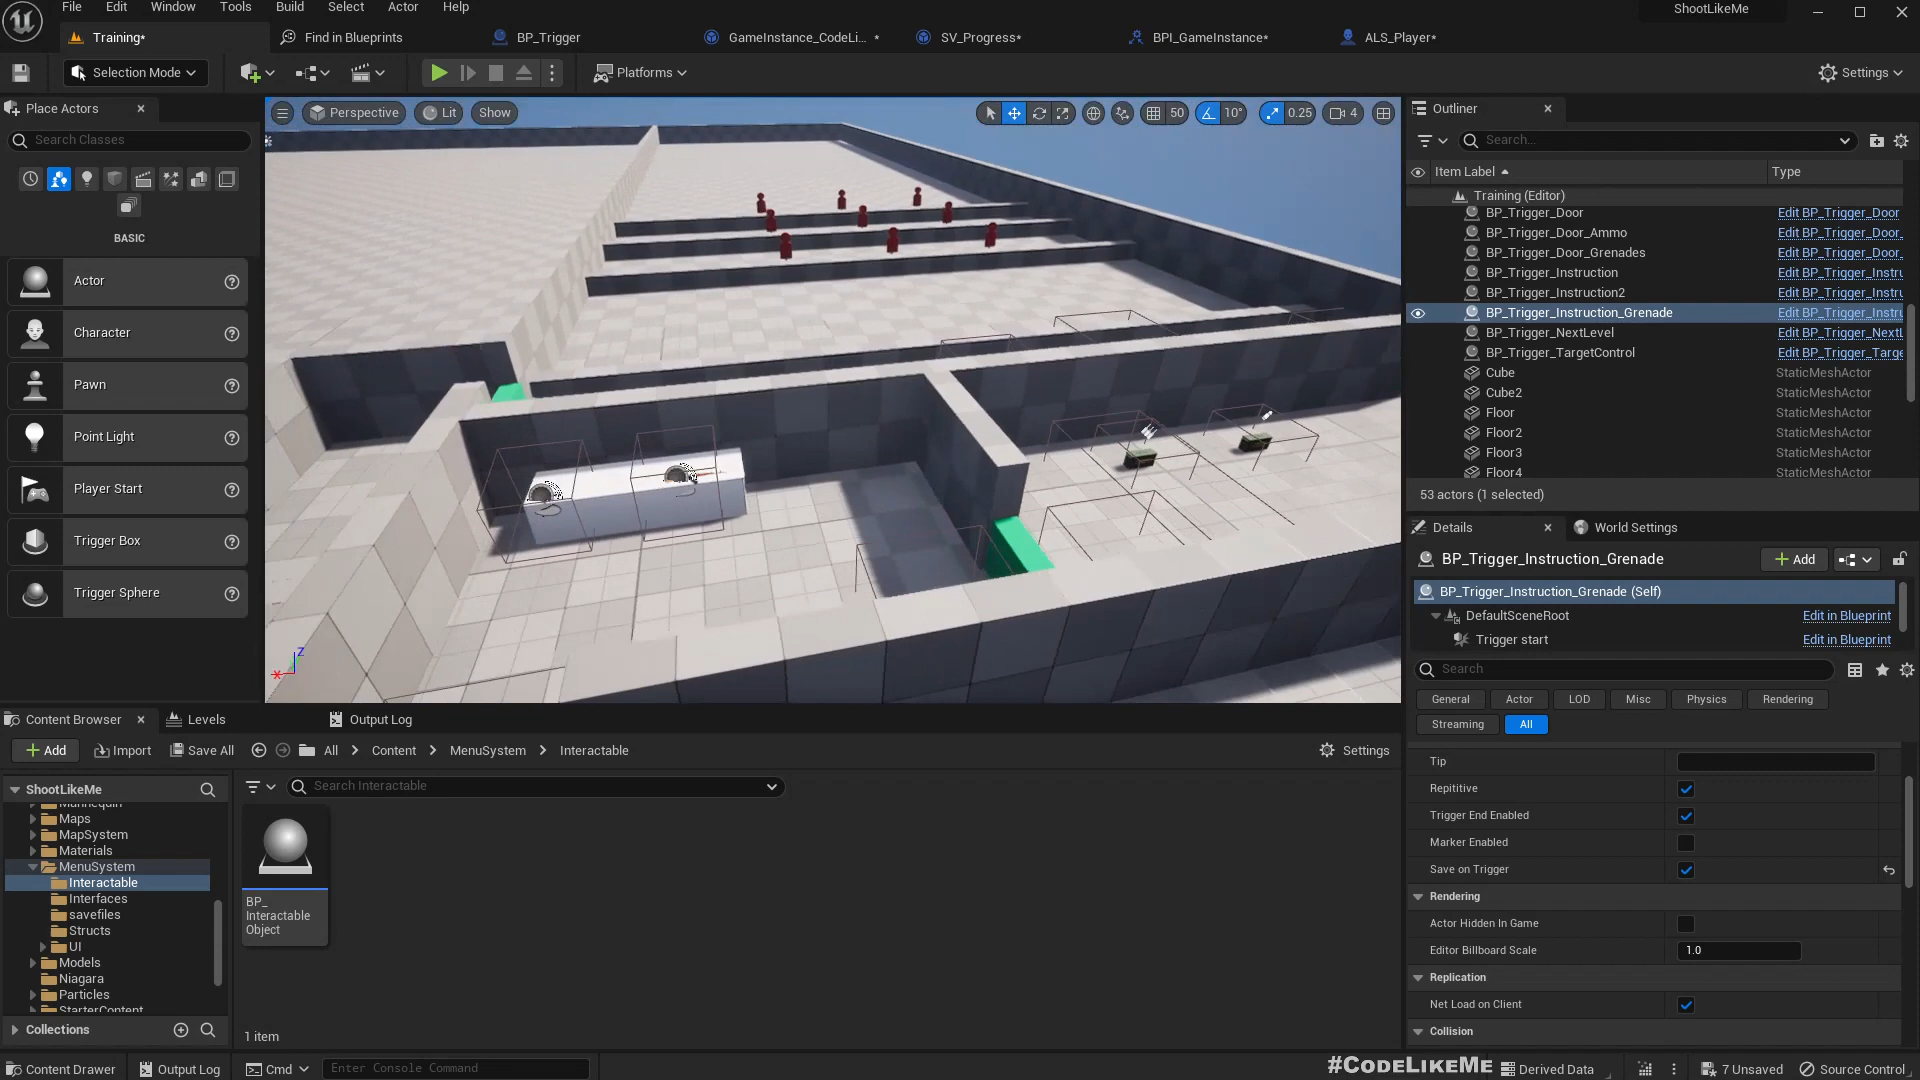 File Edit Window Tools Build Select Actor Help
ShootLikeMe
Training* Find in Blueprints BP_Trigger GameInstance_CodeLi... * SV_Progress* BPI_GameInstance* ALS_Player*
Selection Mode Platforms Settings
Place Actors
Search Classes
BASIC
Actor
Character
Pawn
Point Light
Player Start
Trigger Box
Trigger Sphere
Perspective Lit Show 50 10° 0.25 4
Z
Outliner
Search...
Item Label Type
Training (Editor)
BP_Trigger_Door Edit BP_Trigger_Door
BP_Trigger_Door_Ammo Edit BP_Trigger_Door_
BP_Trigger_Door_Grenades Edit BP_Trigger_Door_
BP_Trigger_Instruction Edit BP_Trigger_Instru
BP_Trigger_Instruction2 Edit BP_Trigger_Instru
BP_Trigger_Instruction_Grenade Edit BP_Trigger_Instru
BP_Trigger_NextLevel Edit BP_Trigger_NextL
BP_Trigger_TargetControl Edit BP_Trigger_Targe
Cube StaticMeshActor
Cube2 StaticMeshActor
Floor StaticMeshActor
Floor2 StaticMeshActor
Floor3 StaticMeshActor
Floor4 StaticMeshActor
53 actors (1 selected)
Details World Settings
BP_Trigger_Instruction_Grenade Add
BP_Trigger_Instruction_Grenade (Self)
DefaultSceneRoot Edit in Blueprint
Trigger start Edit in Blueprint
Search
General Actor LOD Misc Physics Rendering
Streaming All
Tip
Repititive
Trigger End Enabled
Marker Enabled
Save on Trigger
Rendering
Actor Hidden In Game
Editor Billboard Scale 1.0
Replication
Net Load on Client
Collision
Content Browser Levels Output Log
Add Import Save All All Content MenuSystem Interactable Settings
ShootLikeMe
Search Interactable
Mannequin
Maps
MapSystem
Materials
MenuSystem
Interactable
Interfaces
savefiles
Structs
UI
Models
Niagara
Particles
StarterContent
Collections
BP_
Interactable
Object
1 item
Content Drawer Output Log Cmd Enter Console Command
#CODELIKEME
Derived Data 7 Unsaved Source Control